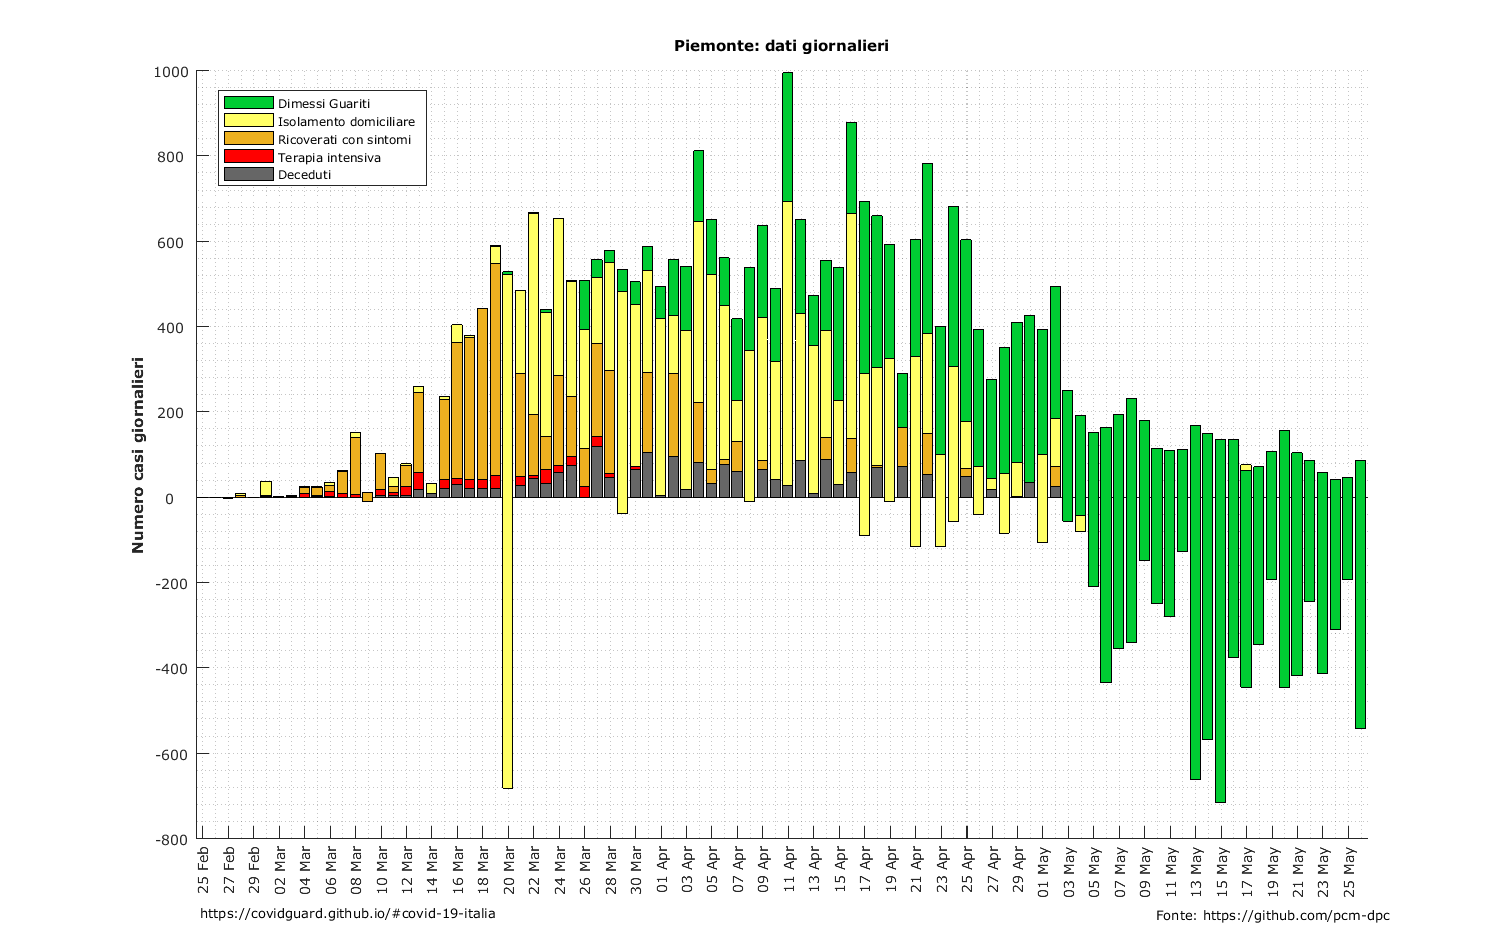 Piemonte: dati giornalieri
1000
800
600
400
200
0
-200
-400
-600
-800
Numero casi giornalieri
Dimessi Guariti
Isolamento domiciliare
Ricoverati con sintomi
Terapia intensiva
Deceduti
25 Feb
27 Feb
29 Feb
02 Mar
04 Mar
06 Mar
08 Mar
10 Mar
12 Mar
14 Mar
16 Mar
18 Mar
20 Mar
22 Mar
24 Mar
26 Mar
28 Mar
30 Mar
01 Apr
03 Apr
05 Apr
07 Apr
09 Apr
11 Apr
13 Apr
15 Apr
17 Apr
19 Apr
21 Apr
23 Apr
25 Apr
27 Apr
29 Apr
01 May
03 May
05 May
07 May
09 May
11 May
13 May
15 May
17 May
19 May
21 May
23 May
25 May
https://covidguard.github.io/#covid-19-italia
Fonte: https://github.com/pcm-dpc